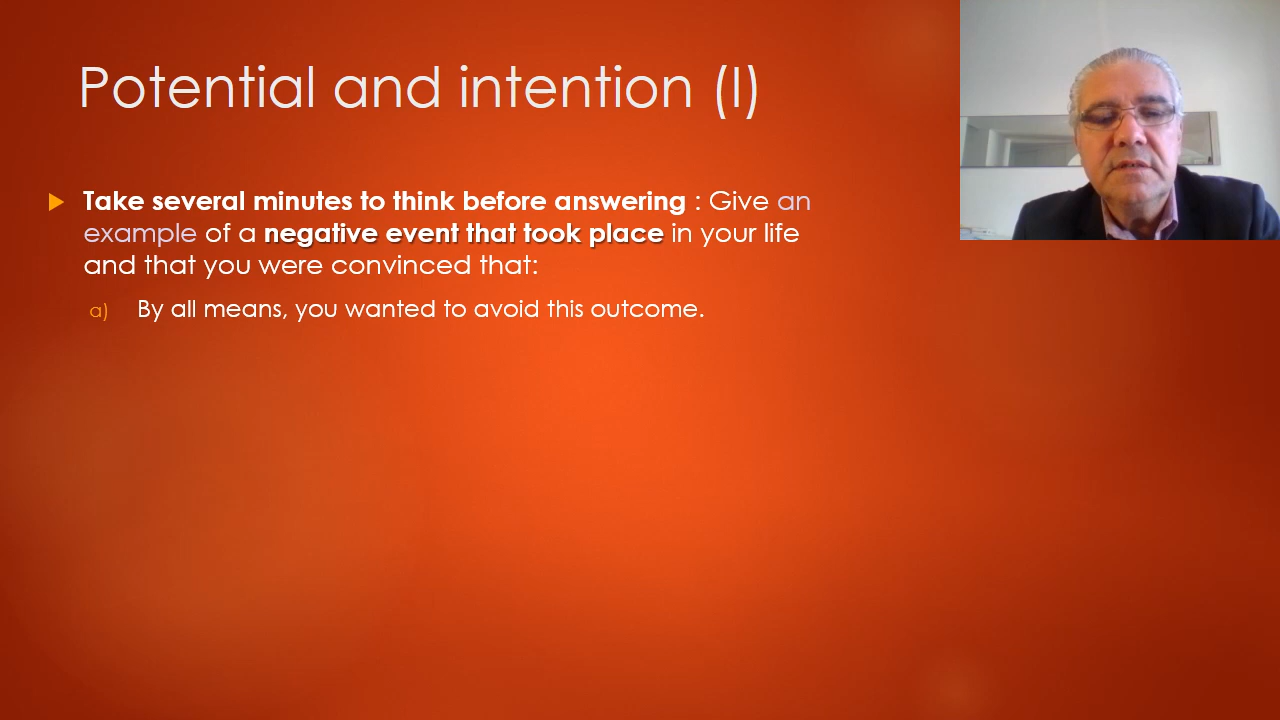 Potential and intention (I)
Take several minutes to think before answering : Give an
example of a negative event that took place in your life
and that you were convinced that:
a) By all means, you wanted to avoid this outcome.